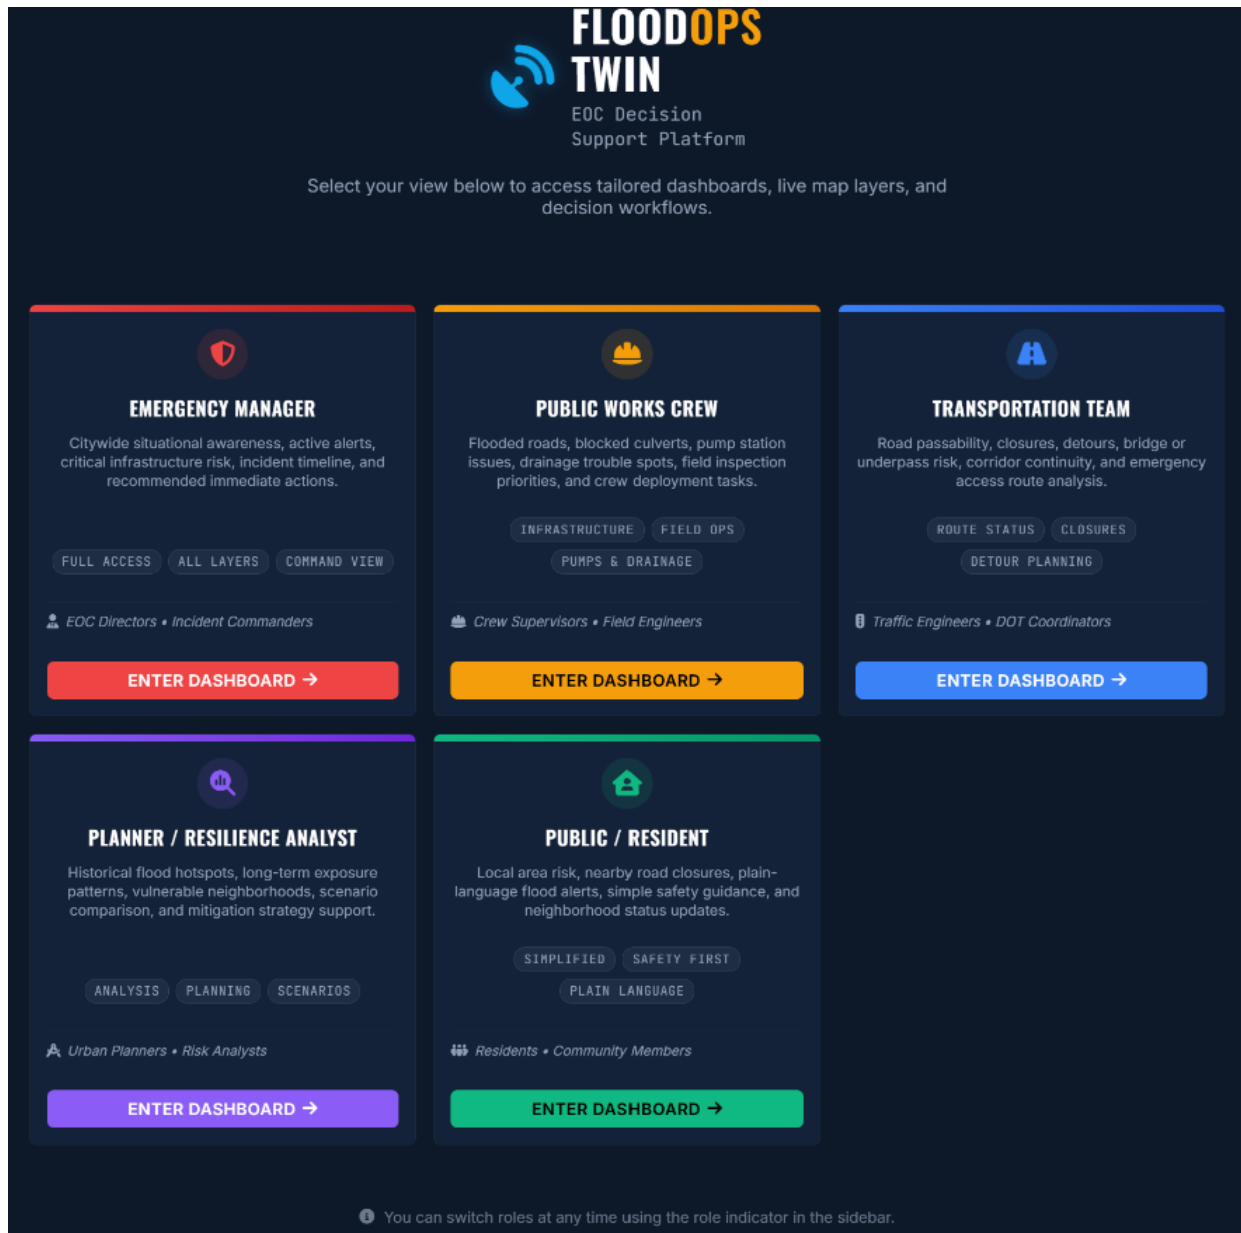 FLOODOPS
TWIN
EOC Decision
Support Platform
Select your view below to access tailored dashboards, live map layers, and
decision workflows.
EMERGENCY MANAGER
Citywide situational awareness, active alerts,
critical infrastructure risk, incident timeline, and
recommended immediate actions.
FULL ACCESS
ALL LAYERS
COMMAND VIEW
EOC Directors • Incident Commanders
ENTER DASHBOARD →
PUBLIC WORKS CREW
Flooded roads, blocked culverts, pump station
issues, drainage trouble spots, field inspection
priorities, and crew deployment tasks.
INFRASTRUCTURE
FIELD OPS
PUMPS & DRAINAGE
Crew Supervisors • Field Engineers
ENTER DASHBOARD →
TRANSPORTATION TEAM
Road passability, closures, detours, bridge or
underpass risk, corridor continuity, and emergency
access route analysis.
ROUTE STATUS
CLOSURES
DETOUR PLANNING
Traffic Engineers • DOT Coordinators
ENTER DASHBOARD →
PLANNER / RESILIENCE ANALYST
Historical flood hotspots, long-term exposure
patterns, vulnerable neighborhoods, scenario
comparison, and mitigation strategy support.
ANALYSIS
PLANNING
SCENARIOS
Urban Planners • Risk Analysts
ENTER DASHBOARD →
PUBLIC / RESIDENT
Local area risk, nearby road closures, plain-
language flood alerts, simple safety guidance, and
neighborhood status updates.
SIMPLIFIED
SAFETY FIRST
PLAIN LANGUAGE
Residents • Community Members
ENTER DASHBOARD →
You can switch roles at any time using the role indicator in the sidebar.